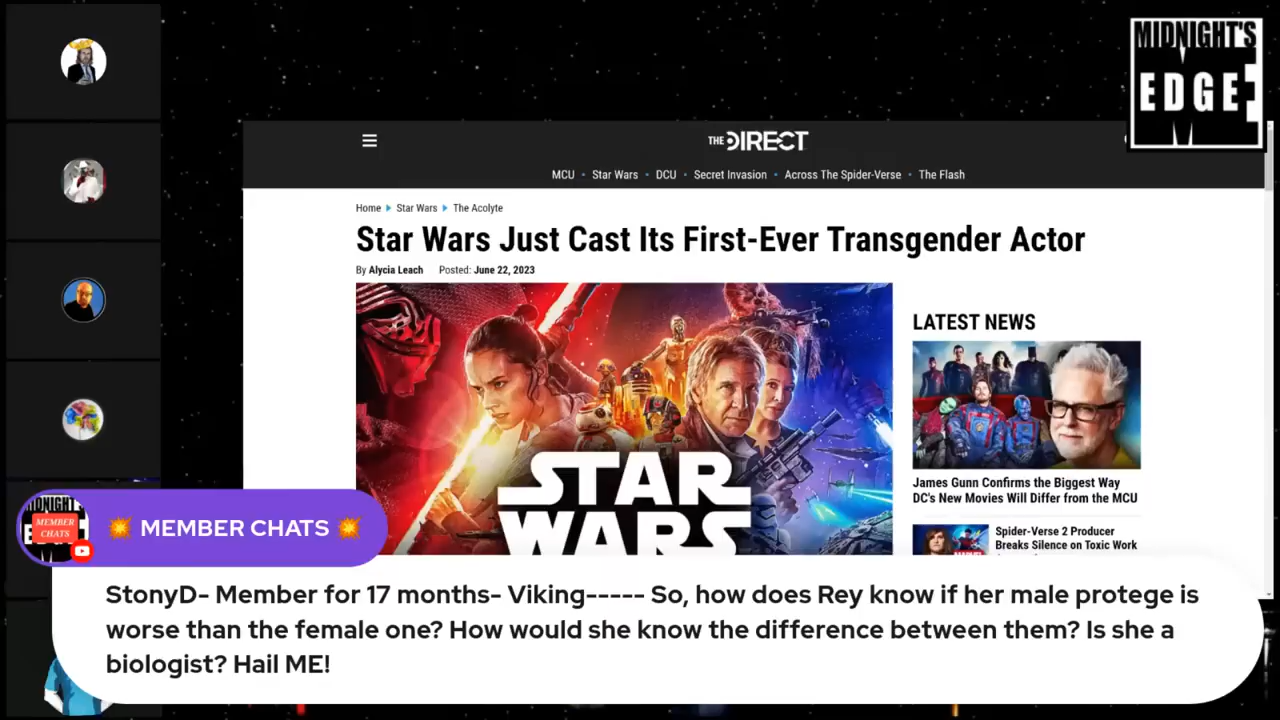 MIDNIGHT'S
EDGE
THE DIRECT
MCU • Star Wars • DCU • Secret Invasion • Across The Spider-Verse • The Flash
Home ▸ Star Wars ▸ The Acolyte
Star Wars Just Cast Its First-Ever Transgender Actor
By Alycia Leach Posted: June 22, 2023
LATEST NEWS
STAR
WARS
James Gunn Confirms the Biggest Way
DC's New Movies Will Differ from the MCU
Spider-Verse 2 Producer
Breaks Silence on Toxic Work
MEMBER
CHATS
💥 MEMBER CHATS 💥
StonyD- Member for 17 months- Viking----- So, how does Rey know if her male protege is
worse than the female one? How would she know the difference between them? Is she a
biologist? Hail ME!